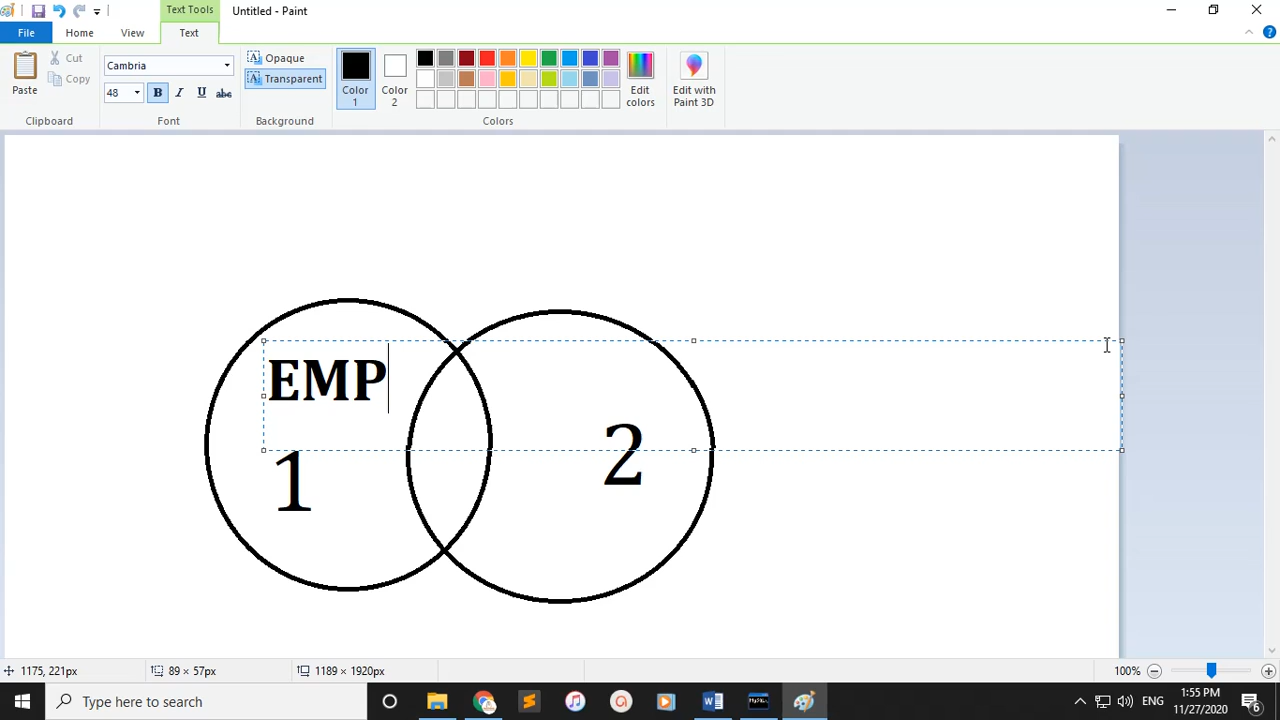 Text Tools
Untitled - Paint
File
Home
View
Text
Paste
Cut
Copy
Clipboard
Cambria
48
B
I
U
abc
Font
Opaque
Transparent
Background
Color 1
Color 2
Edit colors
Colors
Edit with Paint 3D
EMP
1
2
1175, 221px
89 × 57px
1189 × 1920px
100%
Type here to search
ENG
1:55 PM
11/27/2020
6